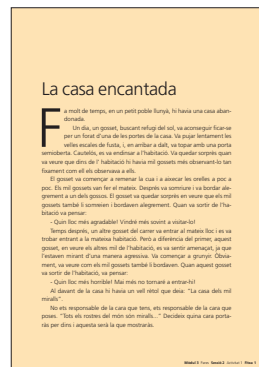 La casa encantada
Fa molt de temps, en un petit poble llunyà, hi havia una casa aban-
donada.
Un dia, un gosset, buscant refugi del sol, va aconseguir ficar-se
per un forat d'una de les portes de la casa. Va pujar lentament les
velles escales de fusta, i, en arribar a dalt, va topar amb una porta
semioberta. Cautelós, es va endinsar a l'habitació. Va quedar sorprès quan
va veure que dins de l' habitació hi havia mil gossets més observant-lo tan
fixament com ell els observava a ells.
El gosset va començar a remenar la cua i a aixecar les orelles a poc a
poc. Els mil gossets van fer el mateix. Després va somriure i va bordar ale-
grement a un dels gossos. El gosset va quedar sorprès en veure que els mil
gossets també li somreien i bordaven alegrement. Quan va sortir de l'ha-
bitació va pensar:
- Quin lloc més agradable! Vindré més sovint a visitar-lo!
Temps després, un altre gosset del carrer va entrar al mateix lloc i es va
trobar entrant a la mateixa habitació. Però a diferència del primer, aquest
gosset, en veure els altres mil de l'habitació, es va sentir amenaçat, ja que
l'estaven mirant d'una manera agressiva. Va començar a grunyir. Òbvia-
ment, va veure com els mil gossets també li bordaven. Quan aquest gosset
va sortir de l'habitació, va pensar:
- Quin lloc més horrible! Mai més no tornaré a entrar-hi!
Al davant de la casa hi havia un vell rètol que deia: "La casa dels mil
miralls".
No ets responsable de la cara que tens, ets responsable de la cara que
poses. "Tots els rostres del món són miralls..." Decideix quina cara porta-
ràs per dins i aquesta serà la que mostraràs.